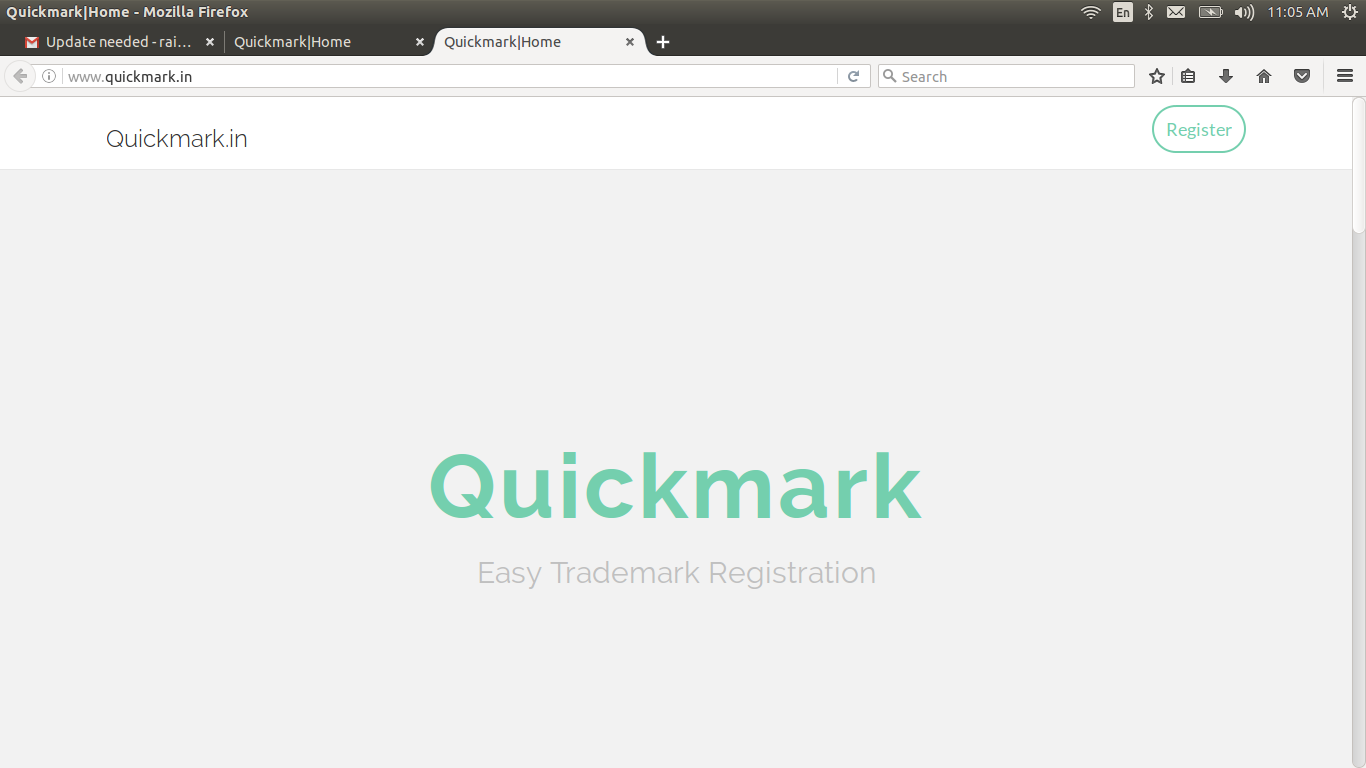 Quickmark|Home - Mozilla Firefox
En
11:05 AM
Update needed - rai...
Quickmark|Home
Quickmark|Home
www.quickmark.in
Search
Quickmark.in
Register
Quickmark
Easy Trademark Registration